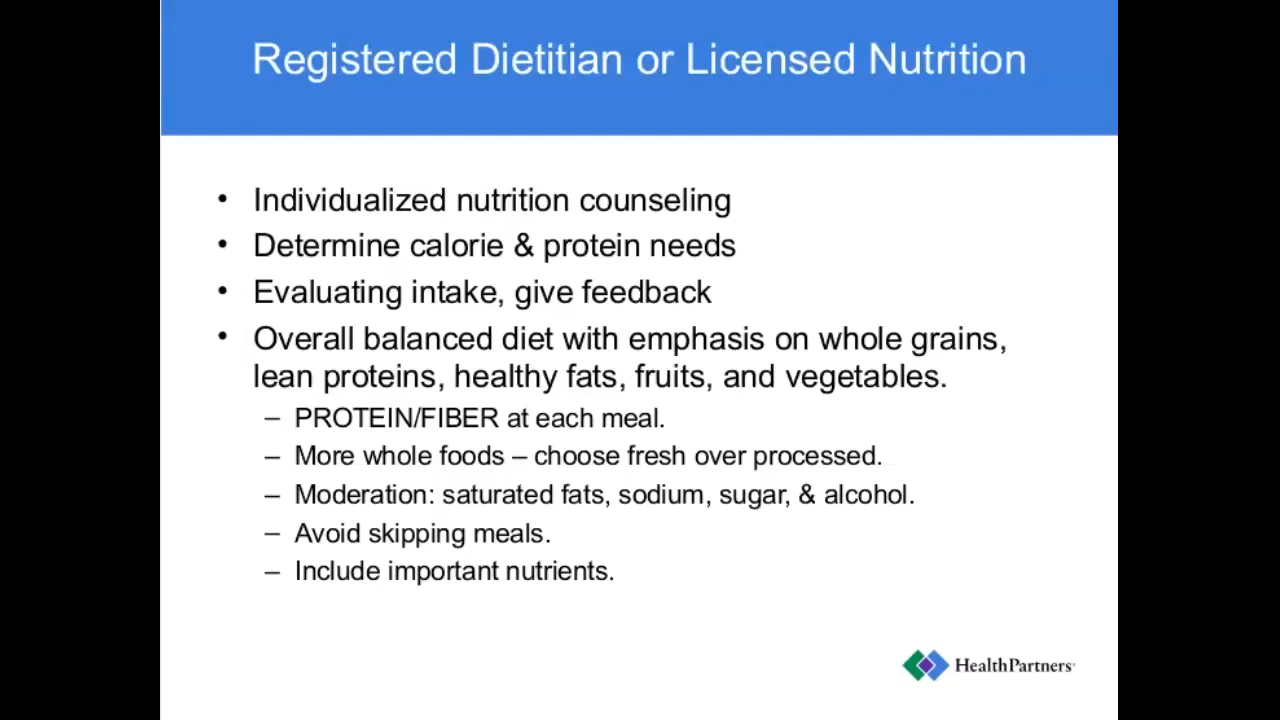 Registered Dietitian or Licensed Nutrition
• Individualized nutrition counseling
• Determine calorie & protein needs
• Evaluating intake, give feedback
• Overall balanced diet with emphasis on whole grains,
lean proteins, healthy fats, fruits, and vegetables.
– PROTEIN/FIBER at each meal.
– More whole foods – choose fresh over processed.
– Moderation: saturated fats, sodium, sugar, & alcohol.
– Avoid skipping meals.
– Include important nutrients.
HealthPartners